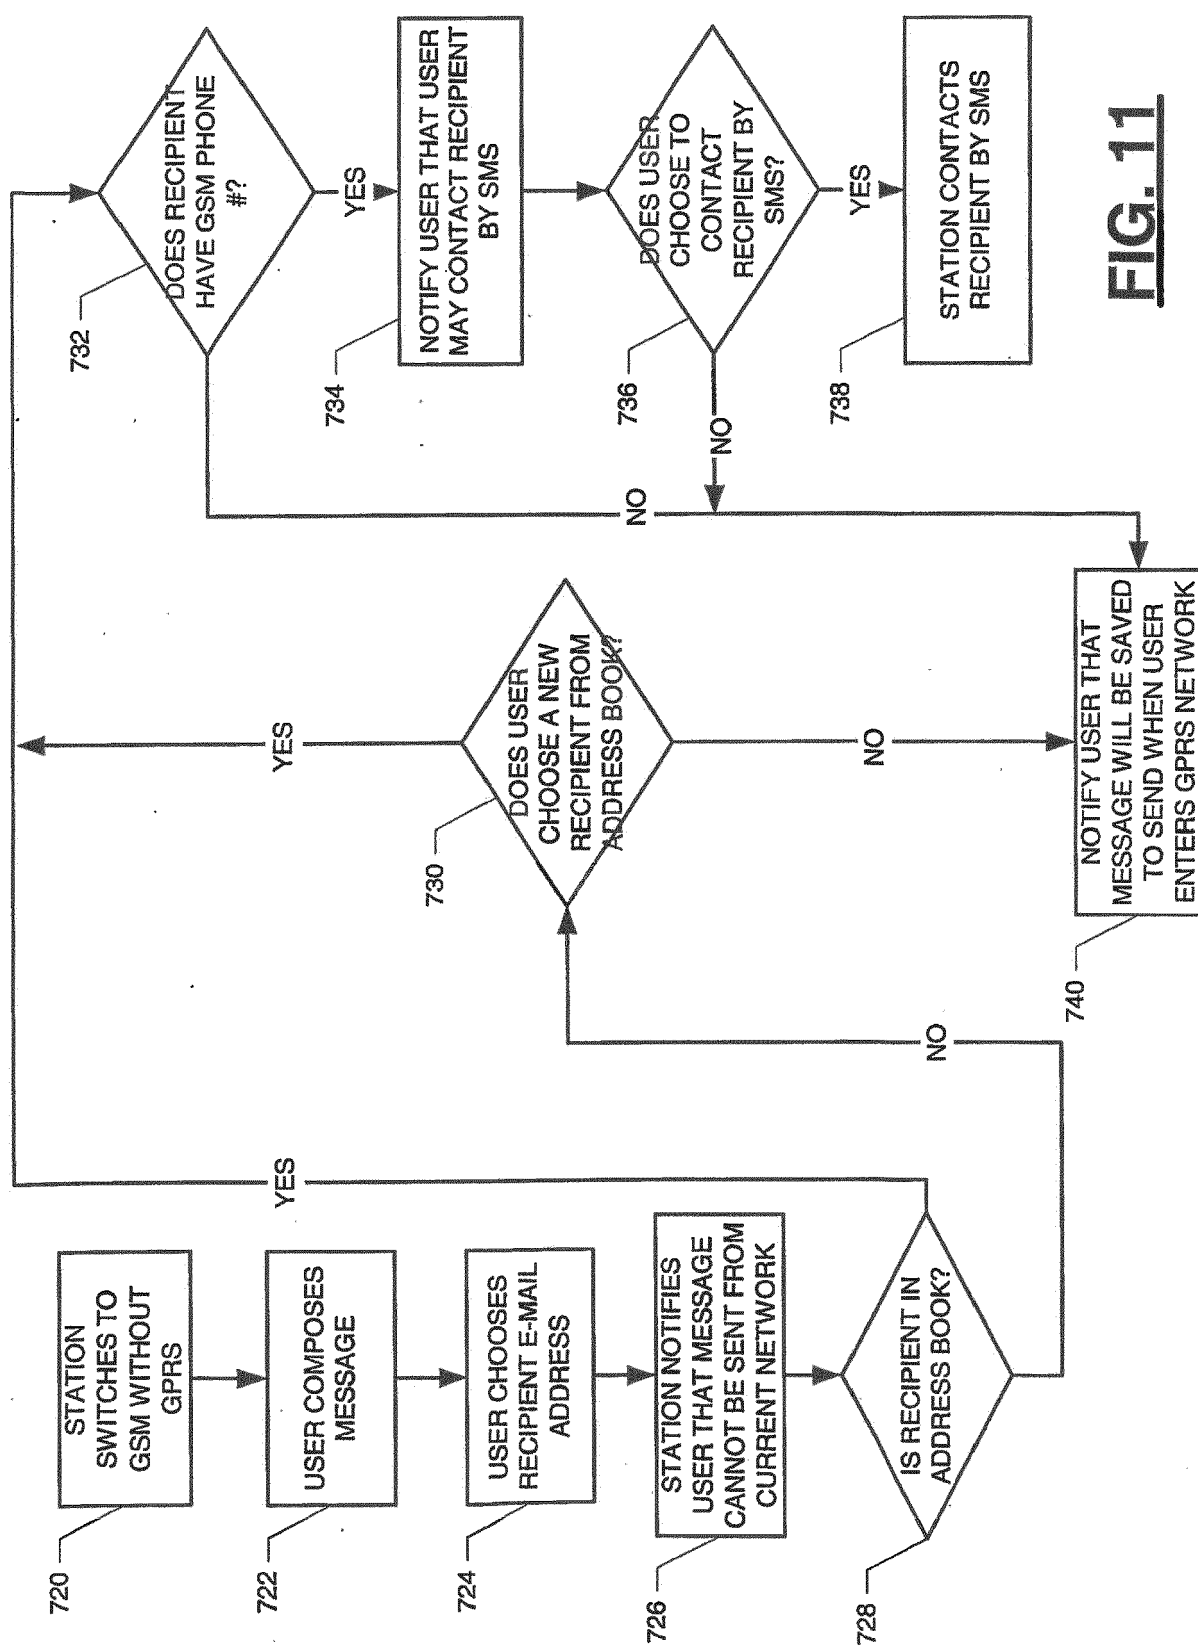 STATION
SWITCHES TO
GSM WITHOUT
GPRS
720
USER COMPOSES
MESSAGE
722
USER CHOOSES
RECIPIENT E-MAIL
ADDRESS
724
STATION NOTIFIES
USER THAT MESSAGE
CANNOT BE SENT FROM
CURRENT NETWORK
726
IS RECIPIENT IN
ADDRESS BOOK?
728
YES
NO
DOES USER
CHOOSE A NEW
RECIPIENT FROM
ADDRESS BOOK?
730
YES
NO
DOES RECIPIENT
HAVE GSM PHONE
#?
732
YES
NO
NOTIFY USER THAT USER
MAY CONTACT RECIPIENT
BY SMS
734
DOES USER
CHOOSE TO
CONTACT
RECIPIENT BY
SMS?
736
NO
YES
STATION CONTACTS
RECIPIENT BY SMS
738
NOTIFY USER THAT
MESSAGE WILL BE SAVED
TO SEND WHEN USER
ENTERS GPRS NETWORK
740
FIG. 11